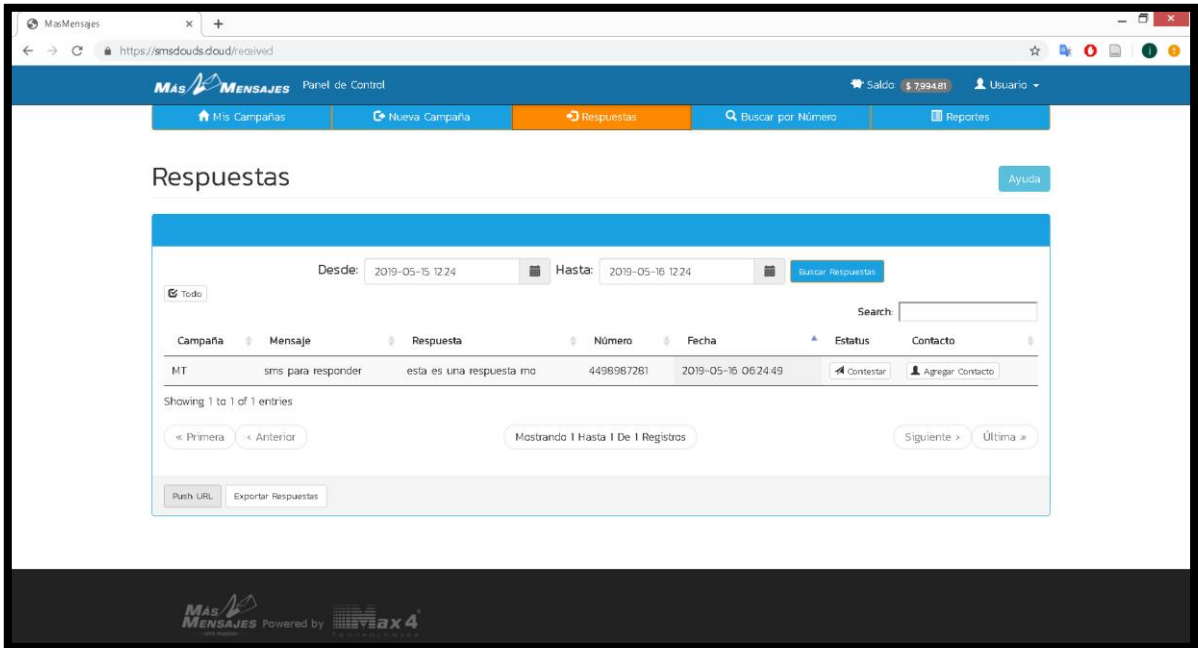 MasMensajes
https://smsclouds.cloud/received
MÁS MENSAJES Panel de Control
Saldo: $ 7,994.81 Usuario
Mis Campañas Nueva Campaña Respuestas Buscar por Número Reportes
Respuestas
Ayuda
Desde: 2019-05-15 12:24 Hasta: 2019-05-16 12:24 Buscar Respuestas
Todo
Search:
Campaña Mensaje Respuesta Número Fecha Estatus Contacto
MT sms para responder esta es una respuesta mo 4498987281 2019-05-16 06:24:49 Contestar Agregar Contacto
Showing 1 to 1 of 1 entries
« Primera < Anterior Mostrando 1 Hasta 1 De 1 Registros Siguiente > Última »
Push URL Exportar Respuestas
MÁS MENSAJES Powered by Max4
TECHNOLOGIES